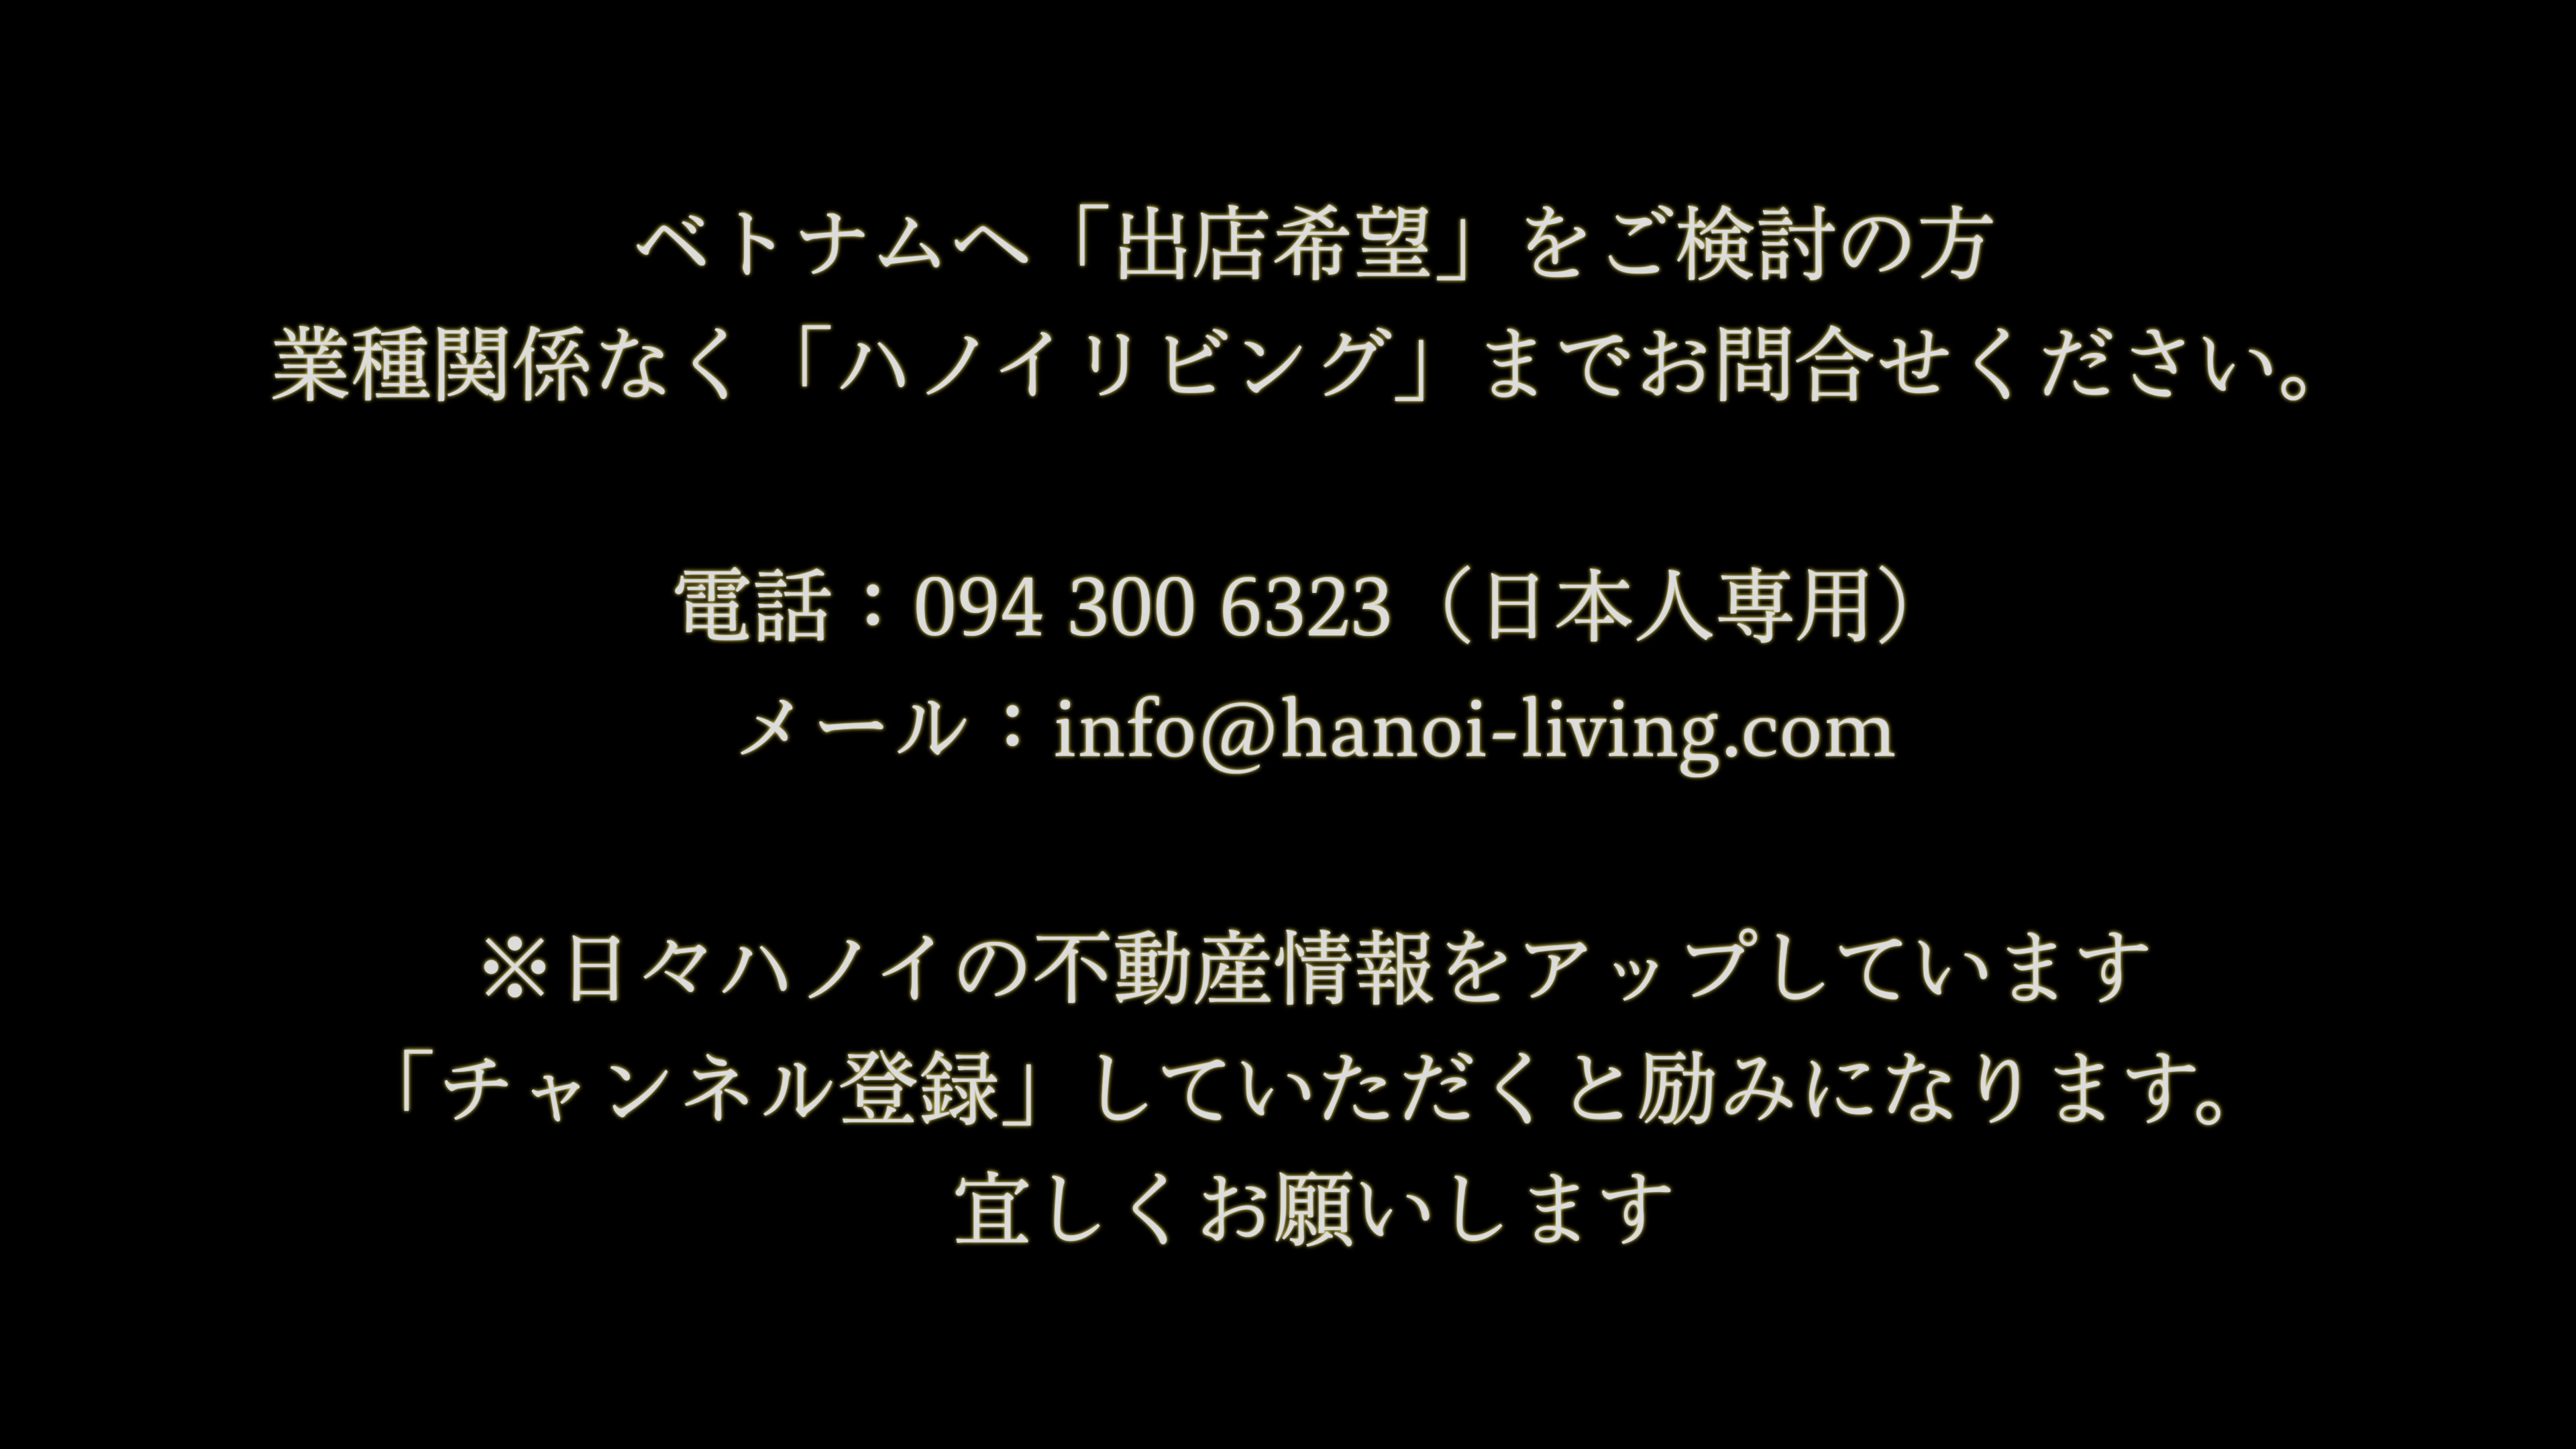 ベトナムへ「出店希望」をご検討の方
業種関係なく「ハノイリビング」までお問合せください。
電話：094 300 6323（日本人専用）
メール：info@hanoi-living.com
※日々ハノイの不動産情報をアップしています
「チャンネル登録」していただくと励みになります。
宜しくお願いします